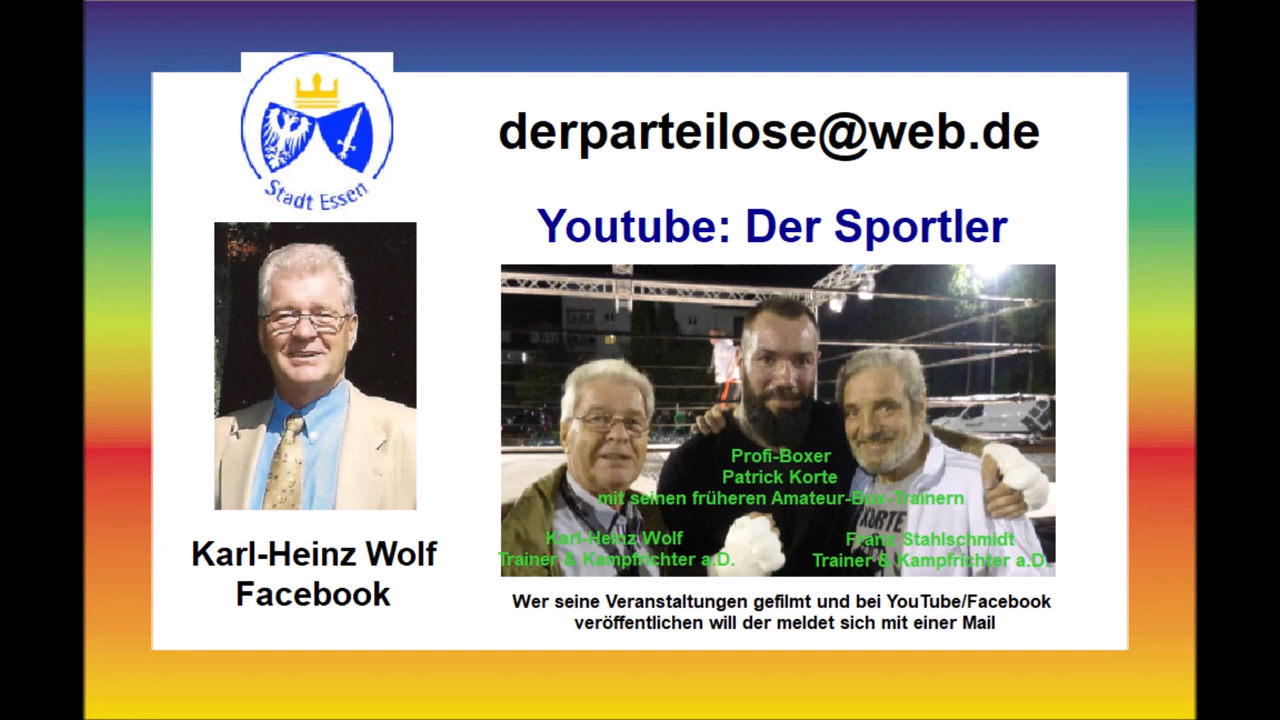 Stadt Essen
derparteilose@web.de
Youtube: Der Sportler
Profi-Boxer
Patrick Korte
mit seinen früheren Amateur-Box-Trainern
Karl-Heinz Wolf
Trainer & Kampfrichter a.D.
Franz Stahlschmidt
Trainer & Kampfrichter a.D.
KORTE
Karl-Heinz Wolf
Facebook
Wer seine Veranstaltungen gefilmt und bei YouTube/Facebook
veröffentlichen will der meldet sich mit einer Mail